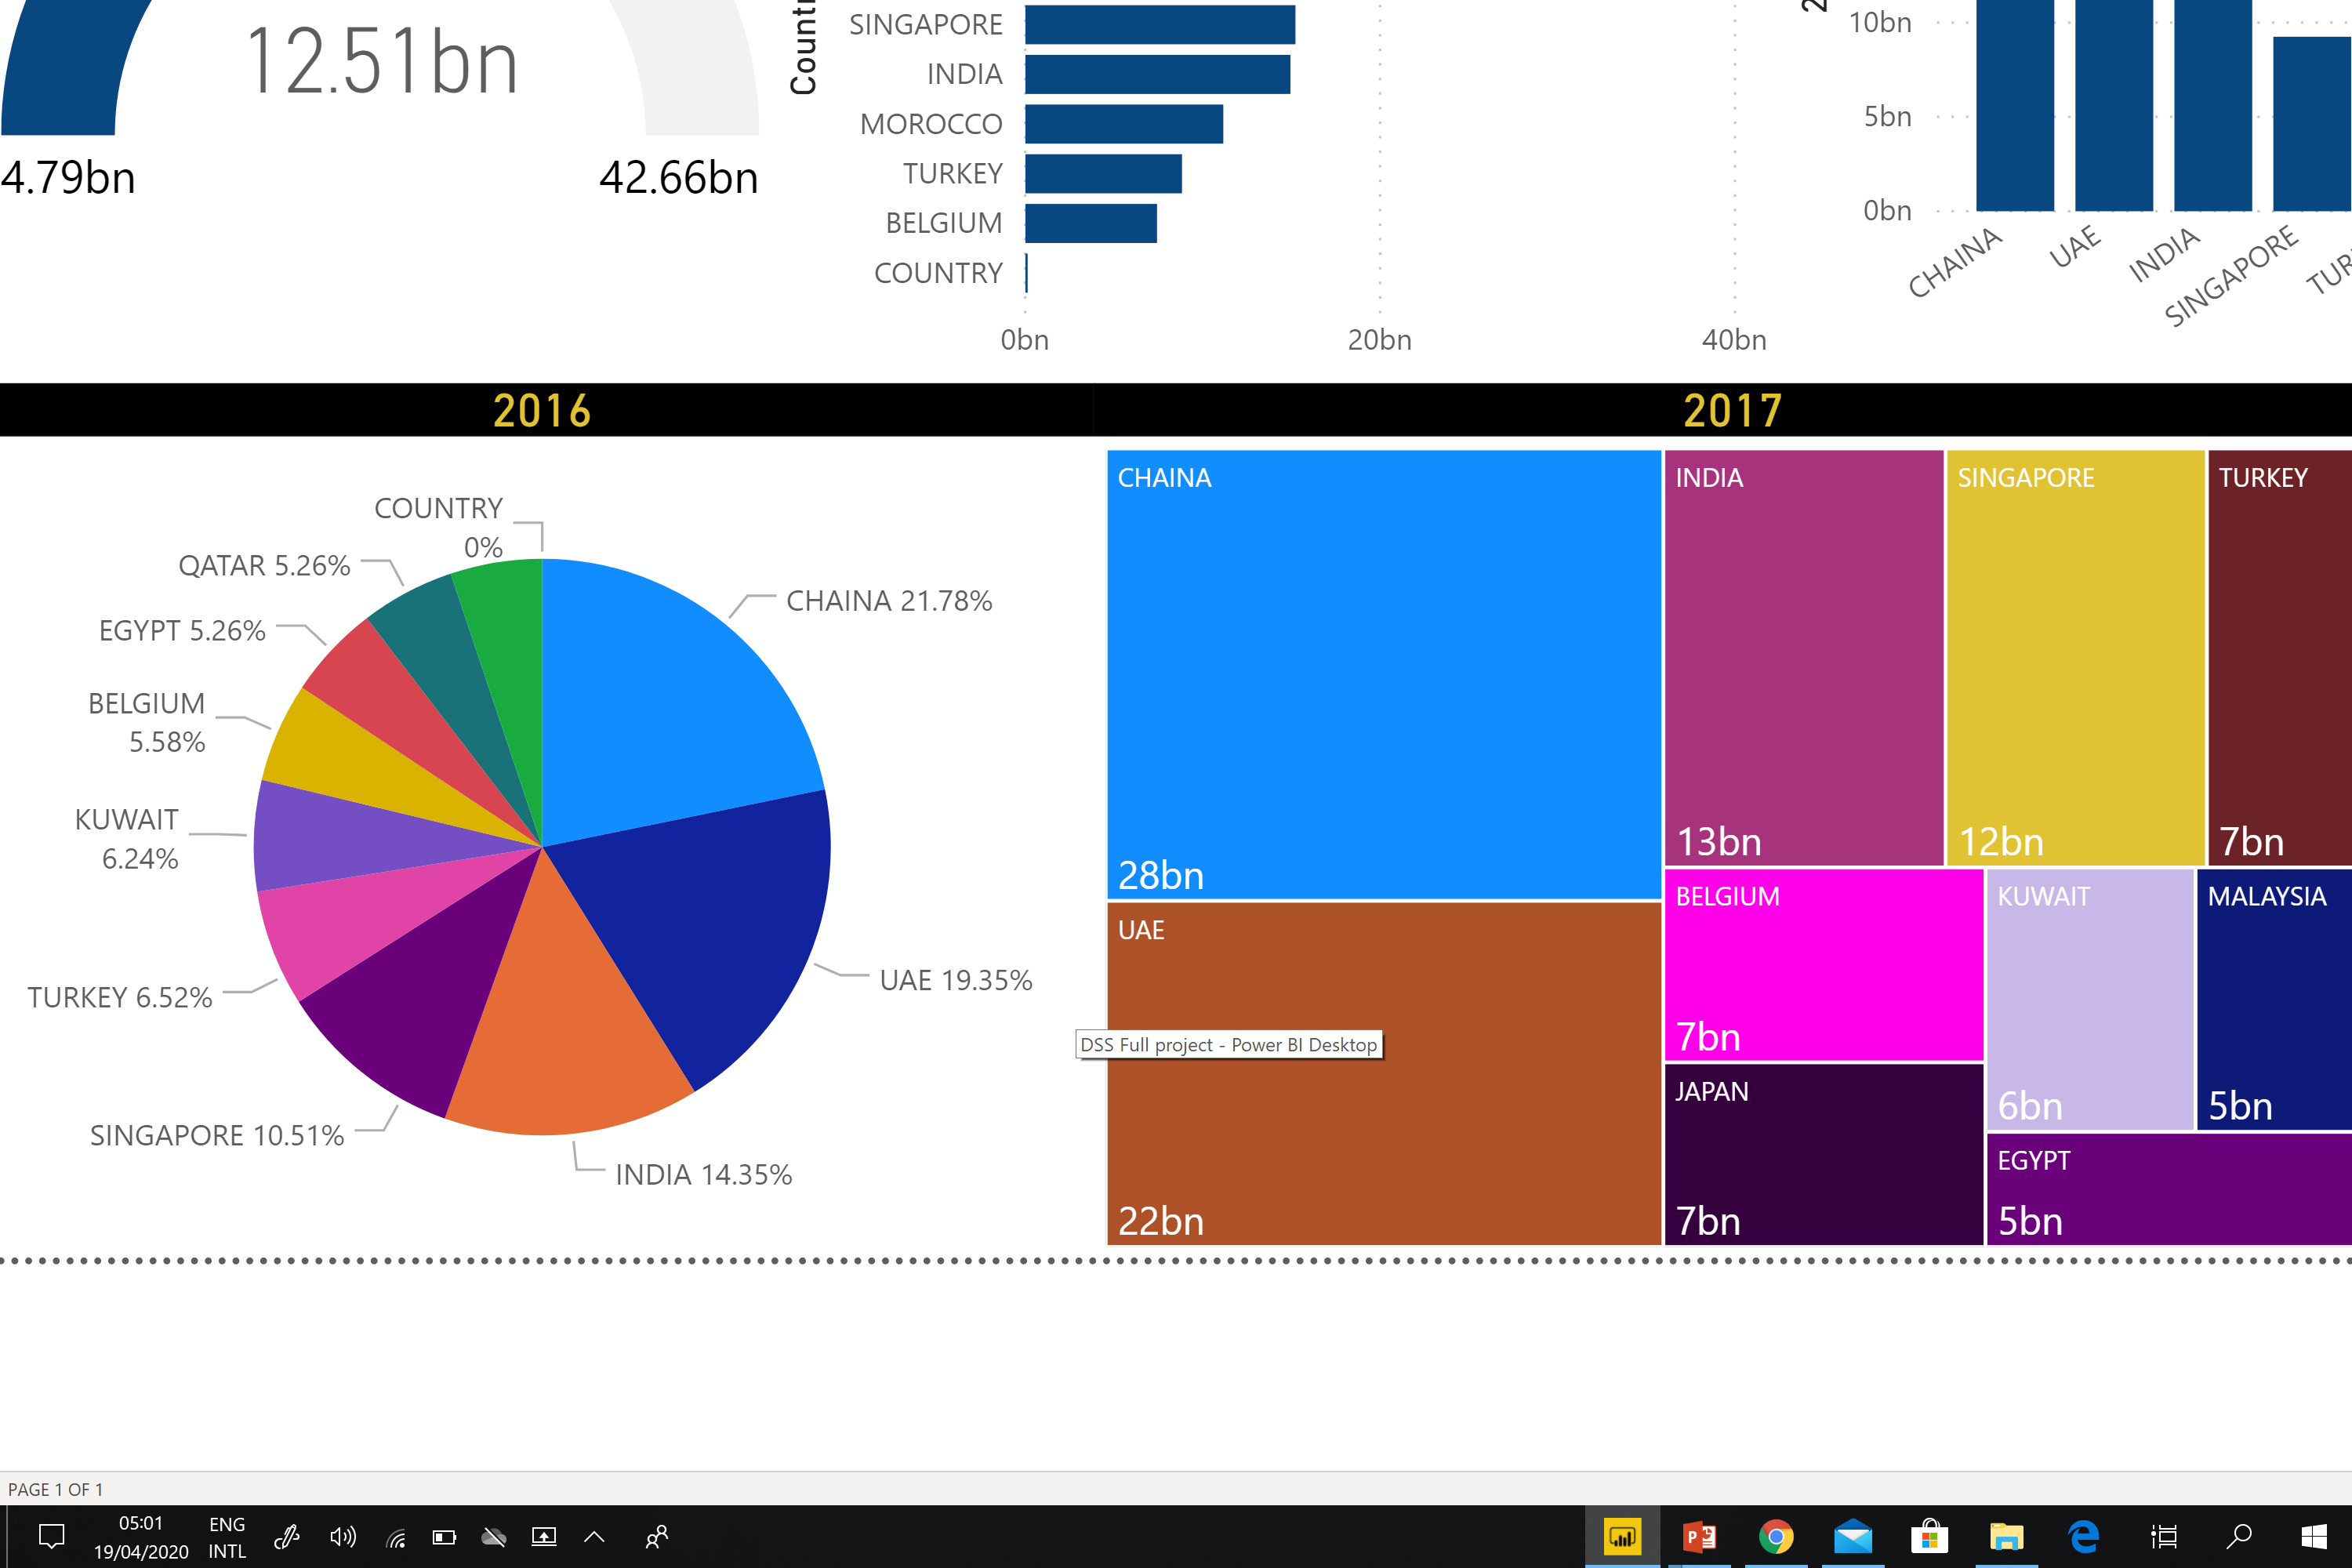 12.51bn
4.79bn
42.66bn
Countri
SINGAPORE
INDIA
MOROCCO
TURKEY
BELGIUM
COUNTRY
0bn
20bn
40bn
2
10bn
5bn
0bn
CHAINA
UAE
INDIA
SINGAPORE
TUR
2016
2017
COUNTRY
0%
QATAR 5.26%
EGYPT 5.26%
BELGIUM
5.58%
KUWAIT
6.24%
TURKEY 6.52%
SINGAPORE 10.51%
INDIA 14.35%
UAE 19.35%
CHAINA 21.78%
CHAINA
28bn
UAE
22bn
INDIA
13bn
SINGAPORE
12bn
TURKEY
7bn
BELGIUM
7bn
KUWAIT
6bn
MALAYSIA
5bn
JAPAN
7bn
EGYPT
5bn
DSS Full project - Power BI Desktop
PAGE 1 OF 1
05:01
19/04/2020
ENG
INTL